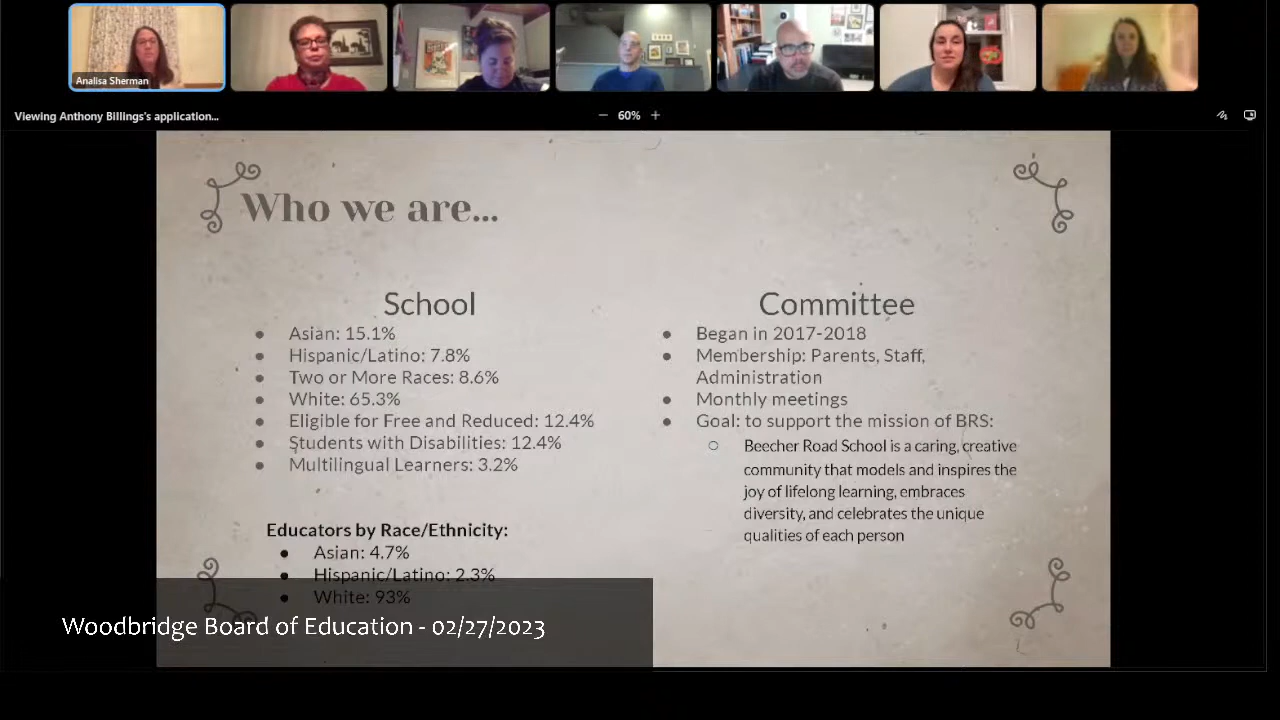 Analisa Sherman
Viewing Anthony Billings's application...
60%
Who we are...
School
Asian: 15.1%
Hispanic/Latino: 7.8%
Two or More Races: 8.6%
White: 65.3%
Eligible for Free and Reduced: 12.4%
Students with Disabilities: 12.4%
Multilingual Learners: 3.2%
Educators by Race/Ethnicity:
Asian: 4.7%
Hispanic/Latino: 2.3%
White: 93%
Committee
Began in 2017-2018
Membership: Parents, Staff,
Administration
Monthly meetings
Goal: to support the mission of BRS:
Beecher Road School is a caring, creative
community that models and inspires the
joy of lifelong learning, embraces
diversity, and celebrates the unique
qualities of each person
Woodbridge Board of Education - 02/27/2023